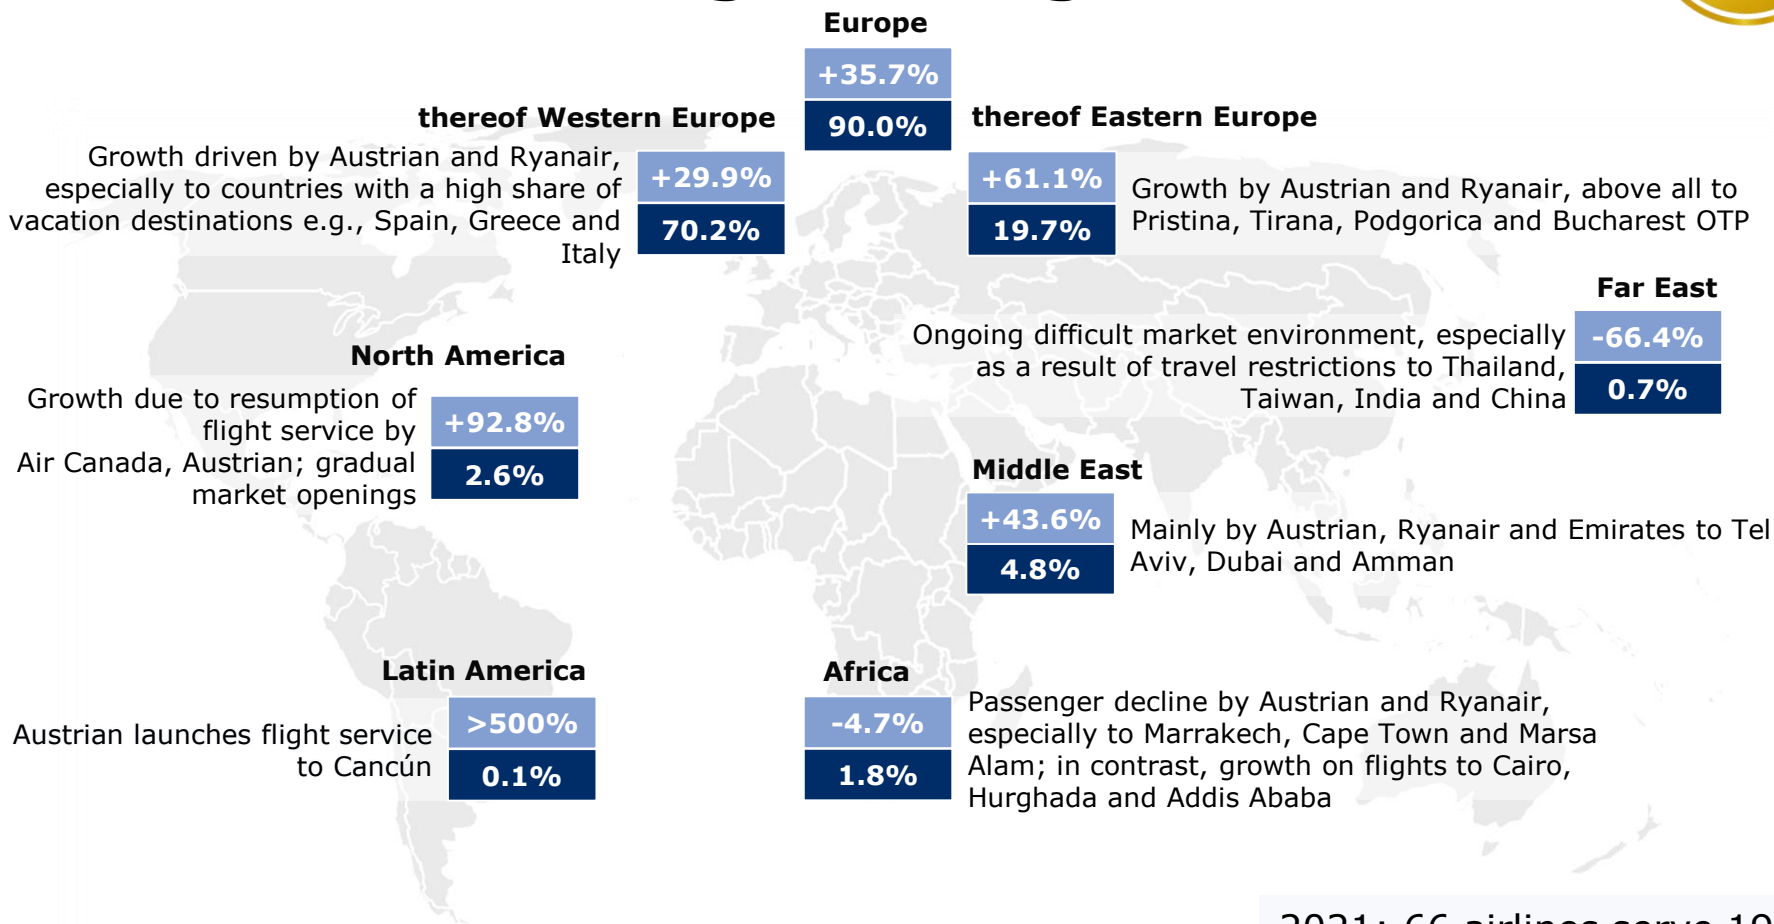 Europe
+35.7%
90.0%
thereof Western Europe
Growth driven by Austrian and Ryanair,
especially to countries with a high share of
vacation destinations e.g., Spain, Greece and
Italy
+29.9%
70.2%
thereof Eastern Europe
+61.1%
19.7%
Growth by Austrian and Ryanair, above all to
Pristina, Tirana, Podgorica and Bucharest OTP
Far East
Ongoing difficult market environment, especially
as a result of travel restrictions to Thailand,
Taiwan, India and China
-66.4%
0.7%
North America
Growth due to resumption of
flight service by
Air Canada, Austrian; gradual
market openings
+92.8%
2.6%
Middle East
+43.6%
4.8%
Mainly by Austrian, Ryanair and Emirates to Tel
Aviv, Dubai and Amman
Latin America
Austrian launches flight service
to Cancún
>500%
0.1%
Africa
-4.7%
1.8%
Passenger decline by Austrian and Ryanair,
especially to Marrakech, Cape Town and Marsa
Alam; in contrast, growth on flights to Cairo,
Hurghada and Addis Ababa
2021: 66 airlines serve